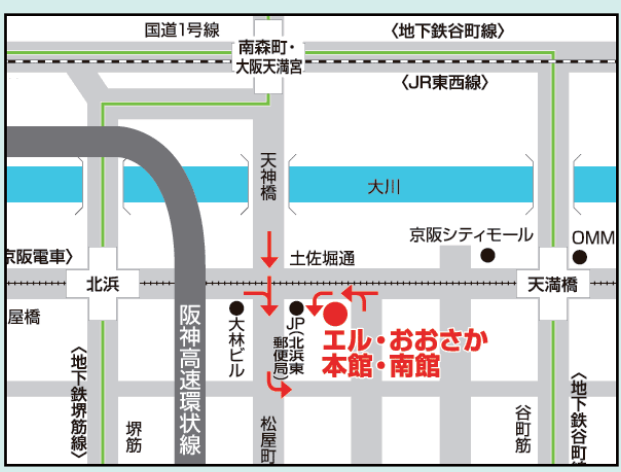 国道1号線
〈地下鉄谷町線〉
南森町・
大阪天満宮
〈JR東西線〉
天神橋
大川
京阪シティモール
OMM
京阪電車〉
土佐堀通
北浜
天満橋
屋橋
阪神高速環状線
大林ビル
JP(北浜東
郵便局)
エル・おおさか
本館・南館
〈地下鉄堺筋線〉
堺筋
松屋町
谷町筋
〈地下鉄谷町線